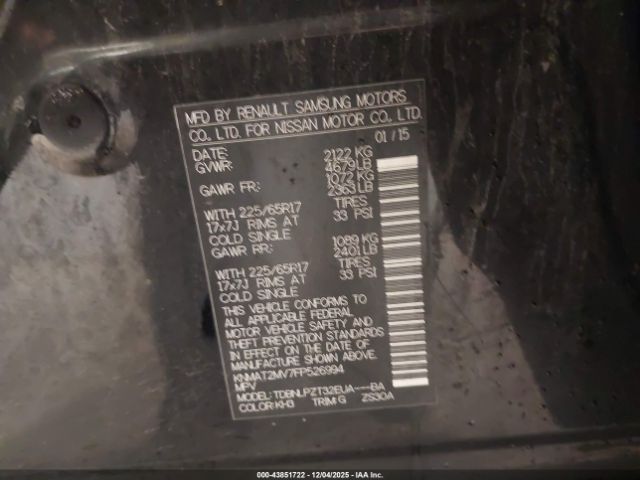 MFD BY RENAULT SAMSUNG MOTORS
CO., LTD. FOR NISSAN MOTOR CO., LTD.
DATE: 01 / 15
GVWR: 2122 KG
4679 LB
GAWR FR: 1072 KG
2363 LB
WITH 225/65R17 TIRES
17x7J RIMS AT 33 PSI
COLD SINGLE
GAWR RR: 1089 KG
2401 LB
WITH 225/65R17 TIRES
17x7J RIMS AT 33 PSI
COLD SINGLE
THIS VEHICLE CONFORMS TO
ALL APPLICABLE FEDERAL
MOTOR VEHICLE SAFETY AND
THEFT PREVENTION STANDARDS
IN EFFECT ON THE DATE OF
MANUFACTURE SHOWN ABOVE.
KNMAT2MV7FP526994
MPV
MODEL: TDBNLPZT32EUA---BA
COLOR: KH3 TRIM: G ZS30A
000-43851722 - 12/04/2025 - IAAI Inc.